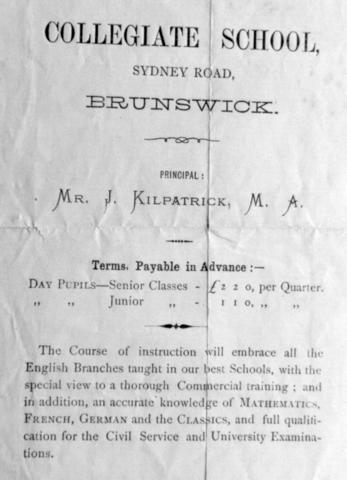 COLLEGIATE SCHOOL,
SYDNEY ROAD,
BRUNSWICK.
PRINCIPAL:
MR. J. KILPATRICK, M. A.
Terms, Payable in Advance :—
DAY PUPILS—Senior Classes - £2 2 0, per Quarter.
„ „ Junior „ - 1 1 0, „ „
The Course of instruction will embrace all the
English Branches taught in our best Schools, with the
special view to a thorough Commercial training; and
in addition, an accurate knowledge of MATHEMATICS,
FRENCH, GERMAN and the CLASSICS, and full qualifi-
cation for the Civil Service and University Examina-
tions.